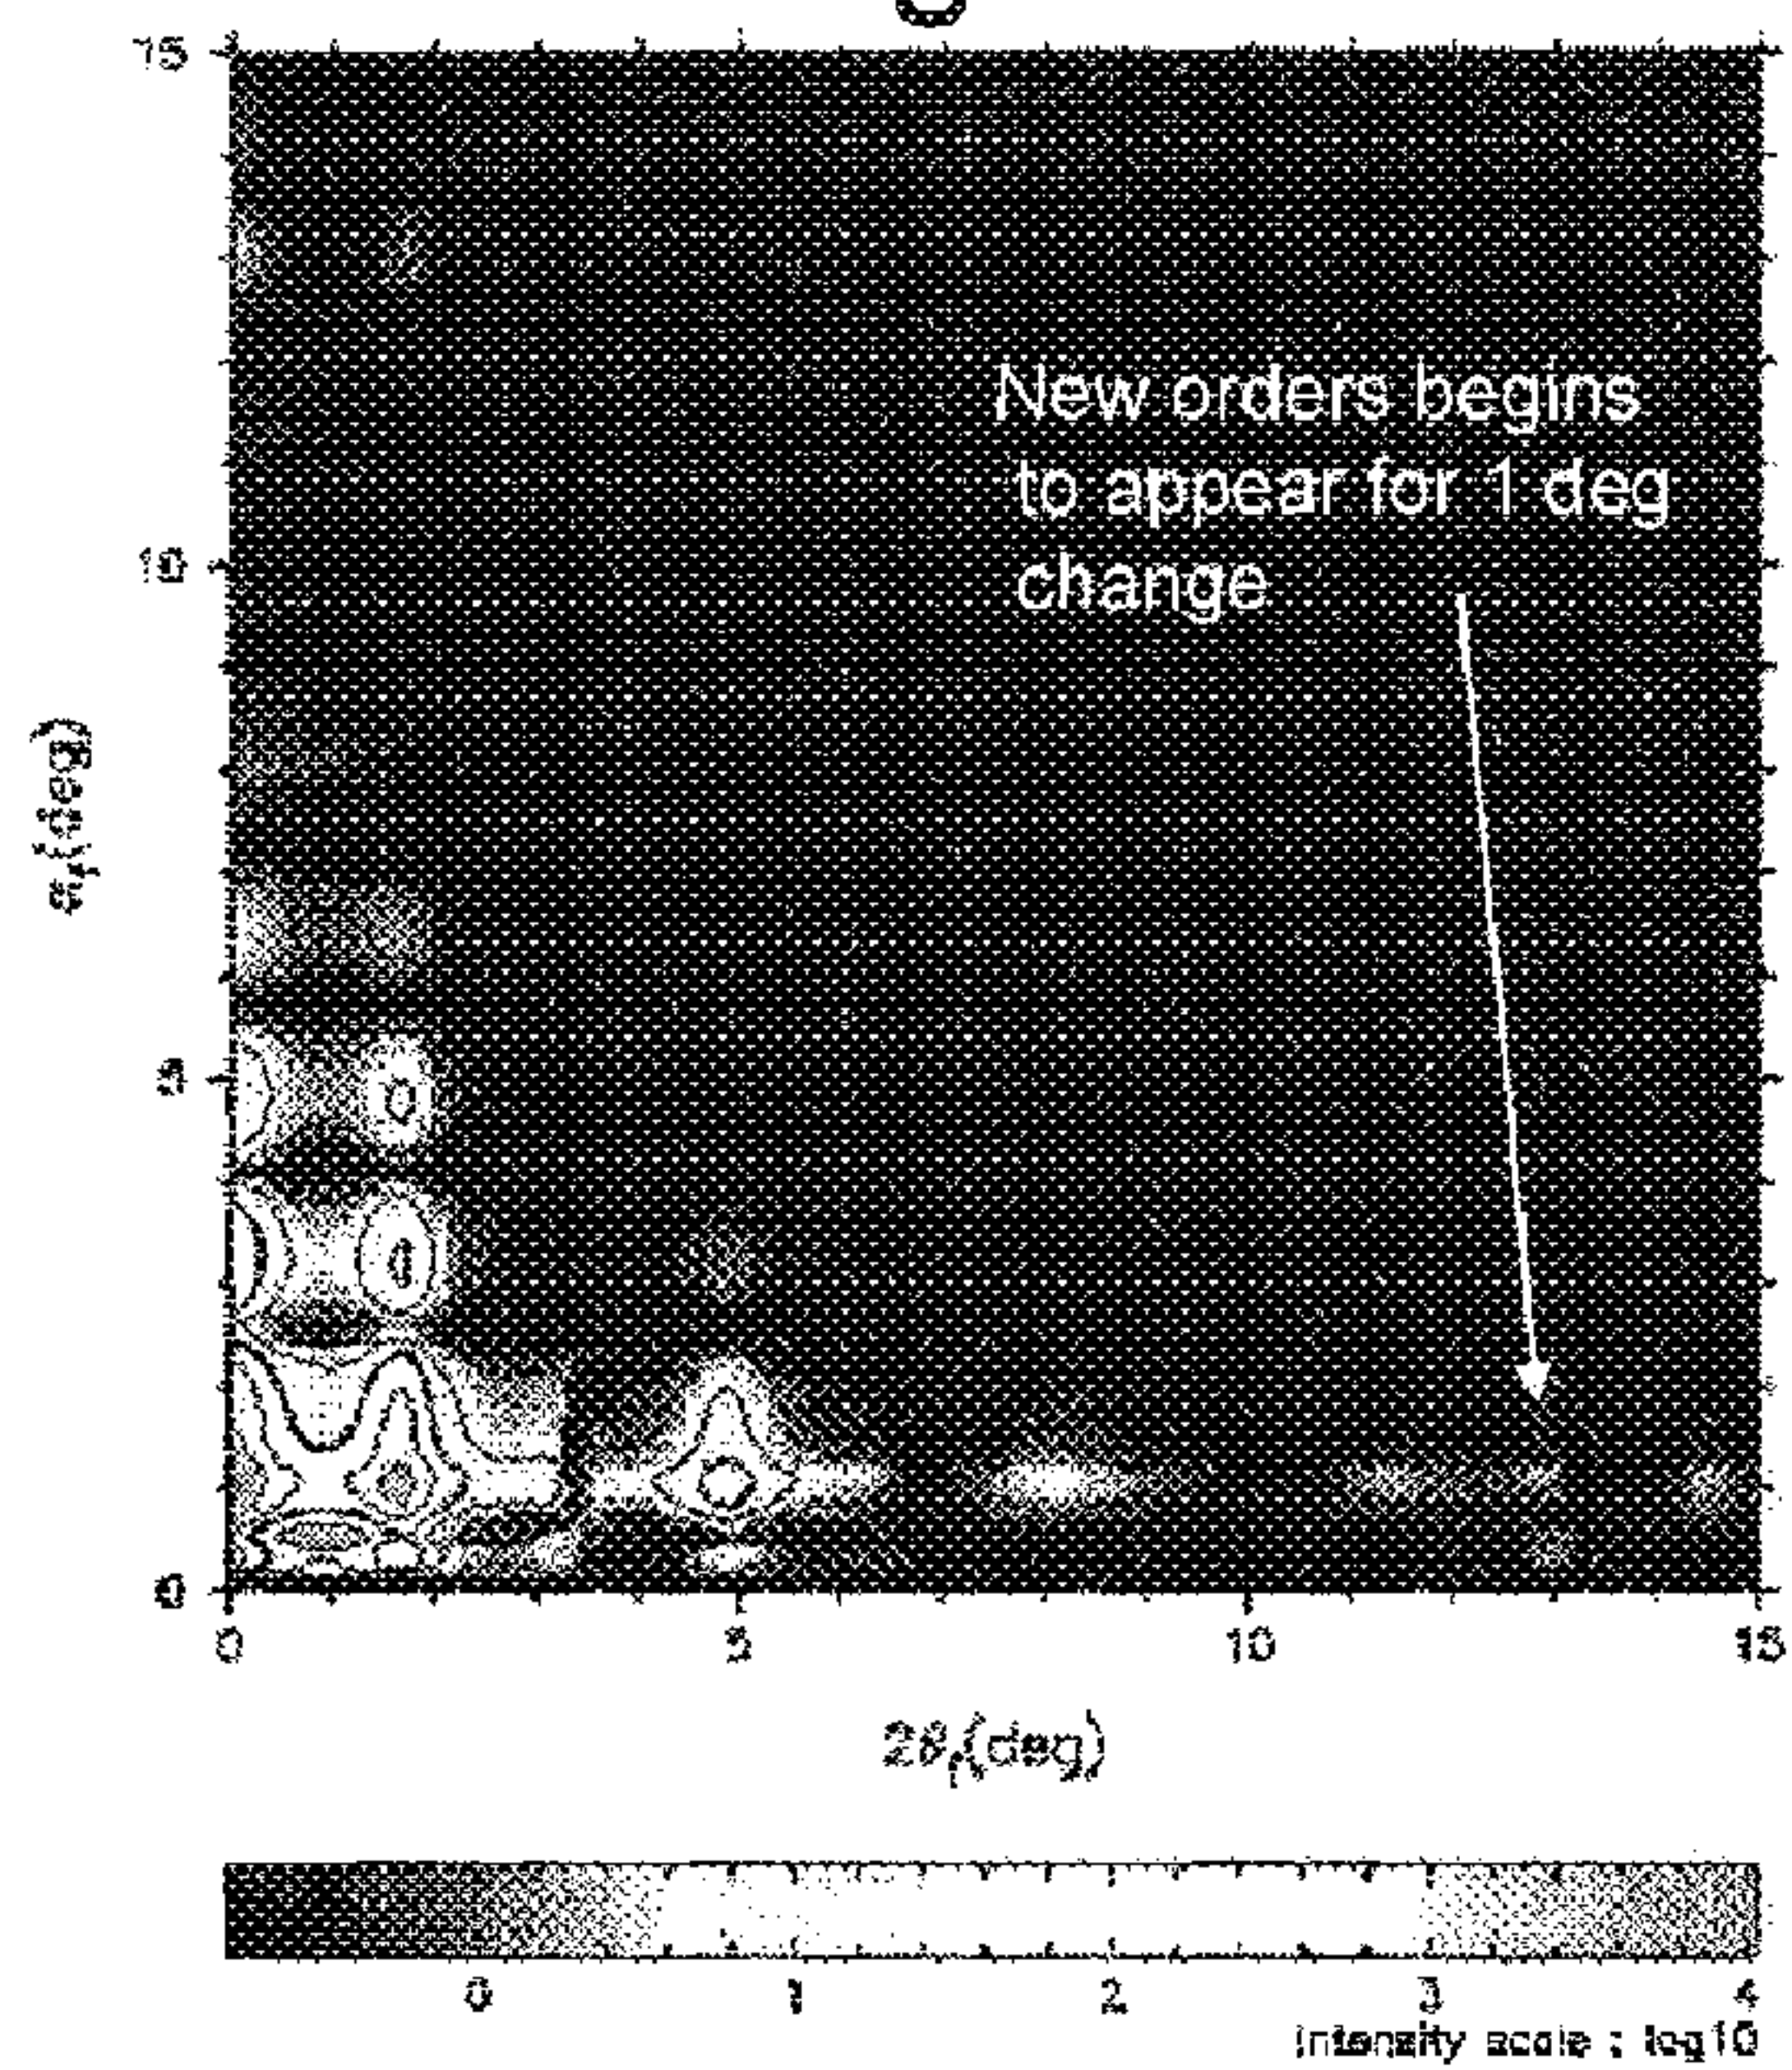 15
New orders begins
to appear for 1 deg
change
10
5
0
0 5 10 15
2θf(deg)
0 1 2 3 4
Intensity scale : log10